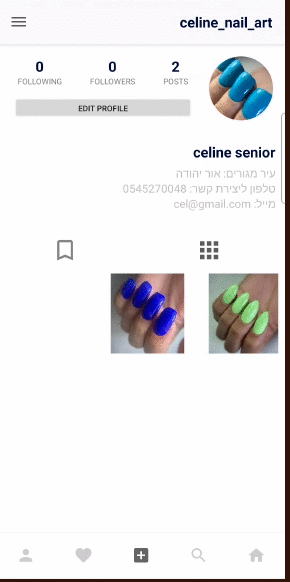 celine_nail_art
0 0 2
FOLLOWING FOLLOWERS POSTS
EDIT PROFILE
celine senior
עיר מגורים: אור יהודה
טלפון ליצירת קשר: 0545270048
מייל: cel@gmail.com